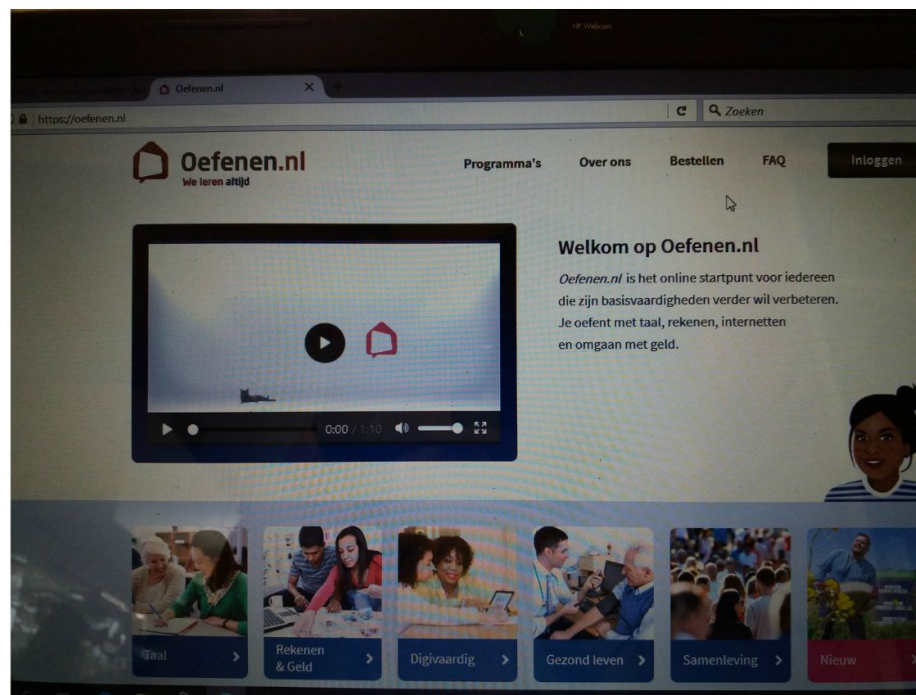 HP Webcam
Oefenen.nl
https://oefenen.nl
Zoeken
Oefenen.nl
We leren altijd
Programma's
Over ons
Bestellen
FAQ
Inloggen
Welkom op Oefenen.nl
Oefenen.nl is het online startpunt voor iedereen
die zijn basisvaardigheden verder wil verbeteren.
Je oefent met taal, rekenen, internetten
en omgaan met geld.
0:00 / 1:10
Taal
Rekenen
& Geld
Digivaardig
Gezond leven
Samenleving
Nieuw